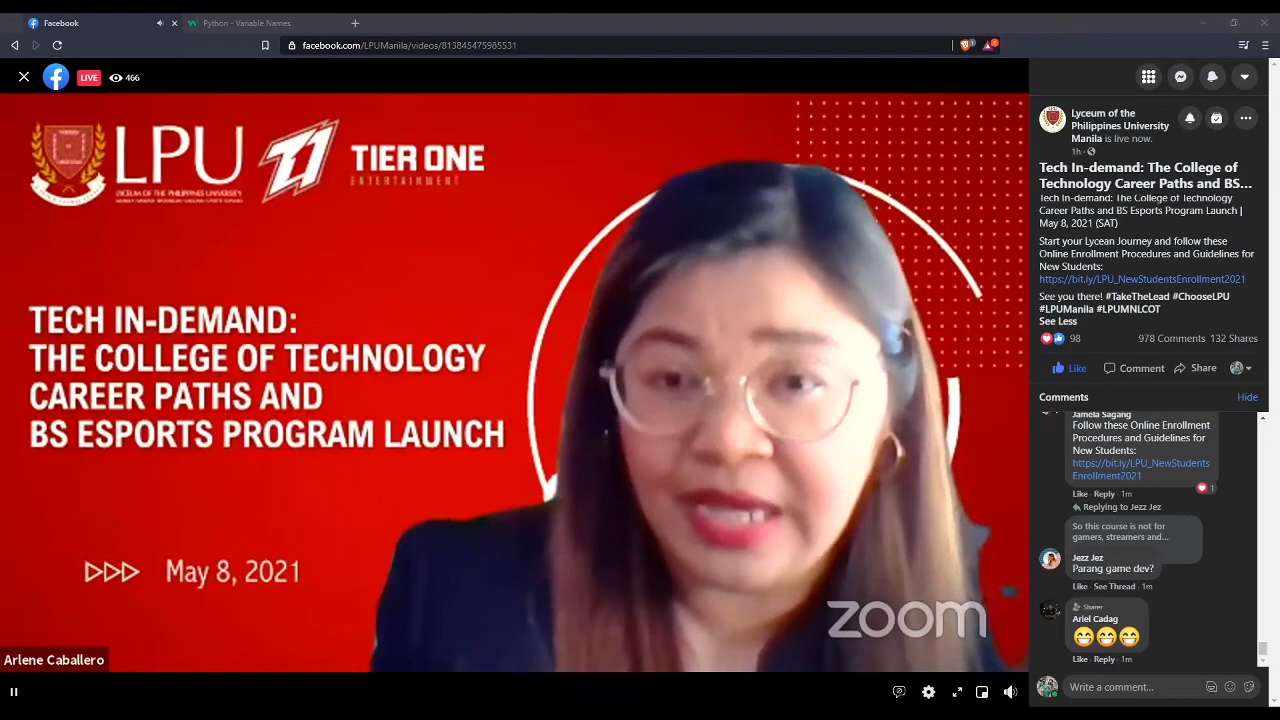 Facebook
Python - Variable Names
facebook.com/LPUManila/videos/813845475985531
LIVE
466
LPU
LYCEUM OF THE PHILIPPINES UNIVERSITY
TIER ONE
ENTERTAINMENT
TECH IN-DEMAND:
THE COLLEGE OF TECHNOLOGY
CAREER PATHS AND
BS ESPORTS PROGRAM LAUNCH
May 8, 2021
zoom
Arlene Caballero
Lyceum of the
Philippines University
Manila is live now.
1h ·
Tech In-demand: The College of
Technology Career Paths and BS...
Tech In-demand: The College of Technology
Career Paths and BS Esports Program Launch |
May 8, 2021 (SAT)
Start your Lycean Journey and follow these
Online Enrollment Procedures and Guidelines for
New Students:
https://bit.ly/LPU_NewStudentsEnrollment2021
See you there! #TakeTheLead #ChooseLPU
#LPUManila #LPUMNLCOT
See Less
98
978 Comments 132 Shares
Like
Comment
Share
Comments
Hide
Jamela Sagang
Follow these Online Enrollment
Procedures and Guidelines for
New Students:
https://bit.ly/LPU_NewStudents
Enrollment2021
1
Like · Reply · 1m
Replying to Jezz Jez
So this course is not for
gamers, streamers and...
Jezz Jez
Parang game dev?
Like · See Thread · 1m
Sharer
Ariel Cadag
😁😁😁
Like · Reply · 1m
Write a comment...